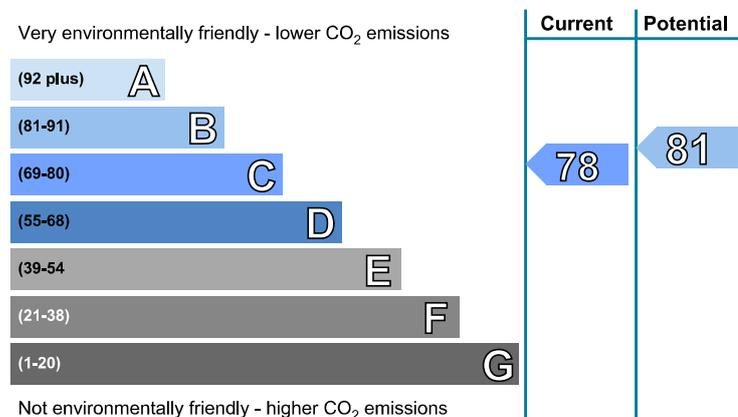 Very environmentally friendly - lower CO₂ emissions
Current
Potential
(92 plus) A
(81-91) B
(69-80) C
(55-68) D
(39-54 E
(21-38) F
(1-20) G
78
81
Not environmentally friendly - higher CO₂ emissions